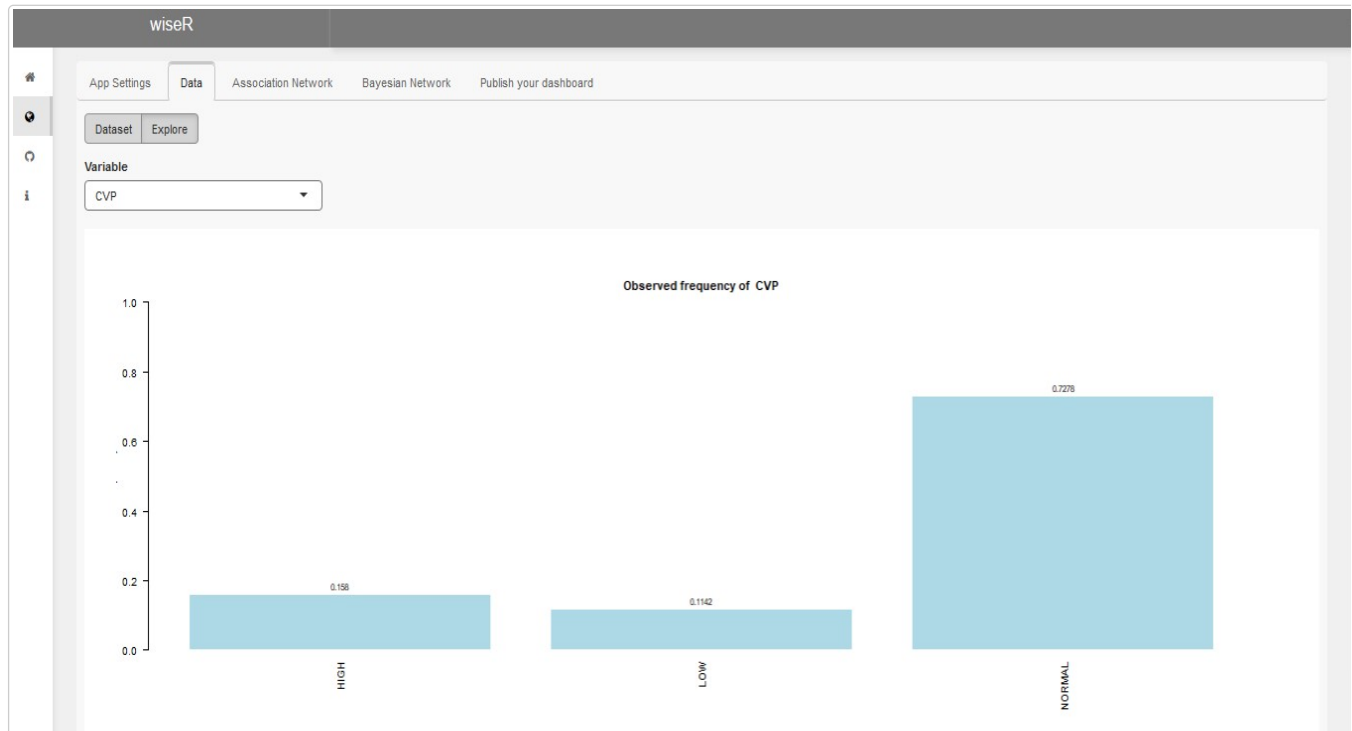 wiseR
App Settings Data Association Network Bayesian Network Publish your dashboard
Dataset Explore
Variable
CVP
Observed frequency of CVP
1.0
0.8
0.6
0.4
0.2
0.0
0.158
0.1142
0.7278
HIGH
LOW
NORMAL